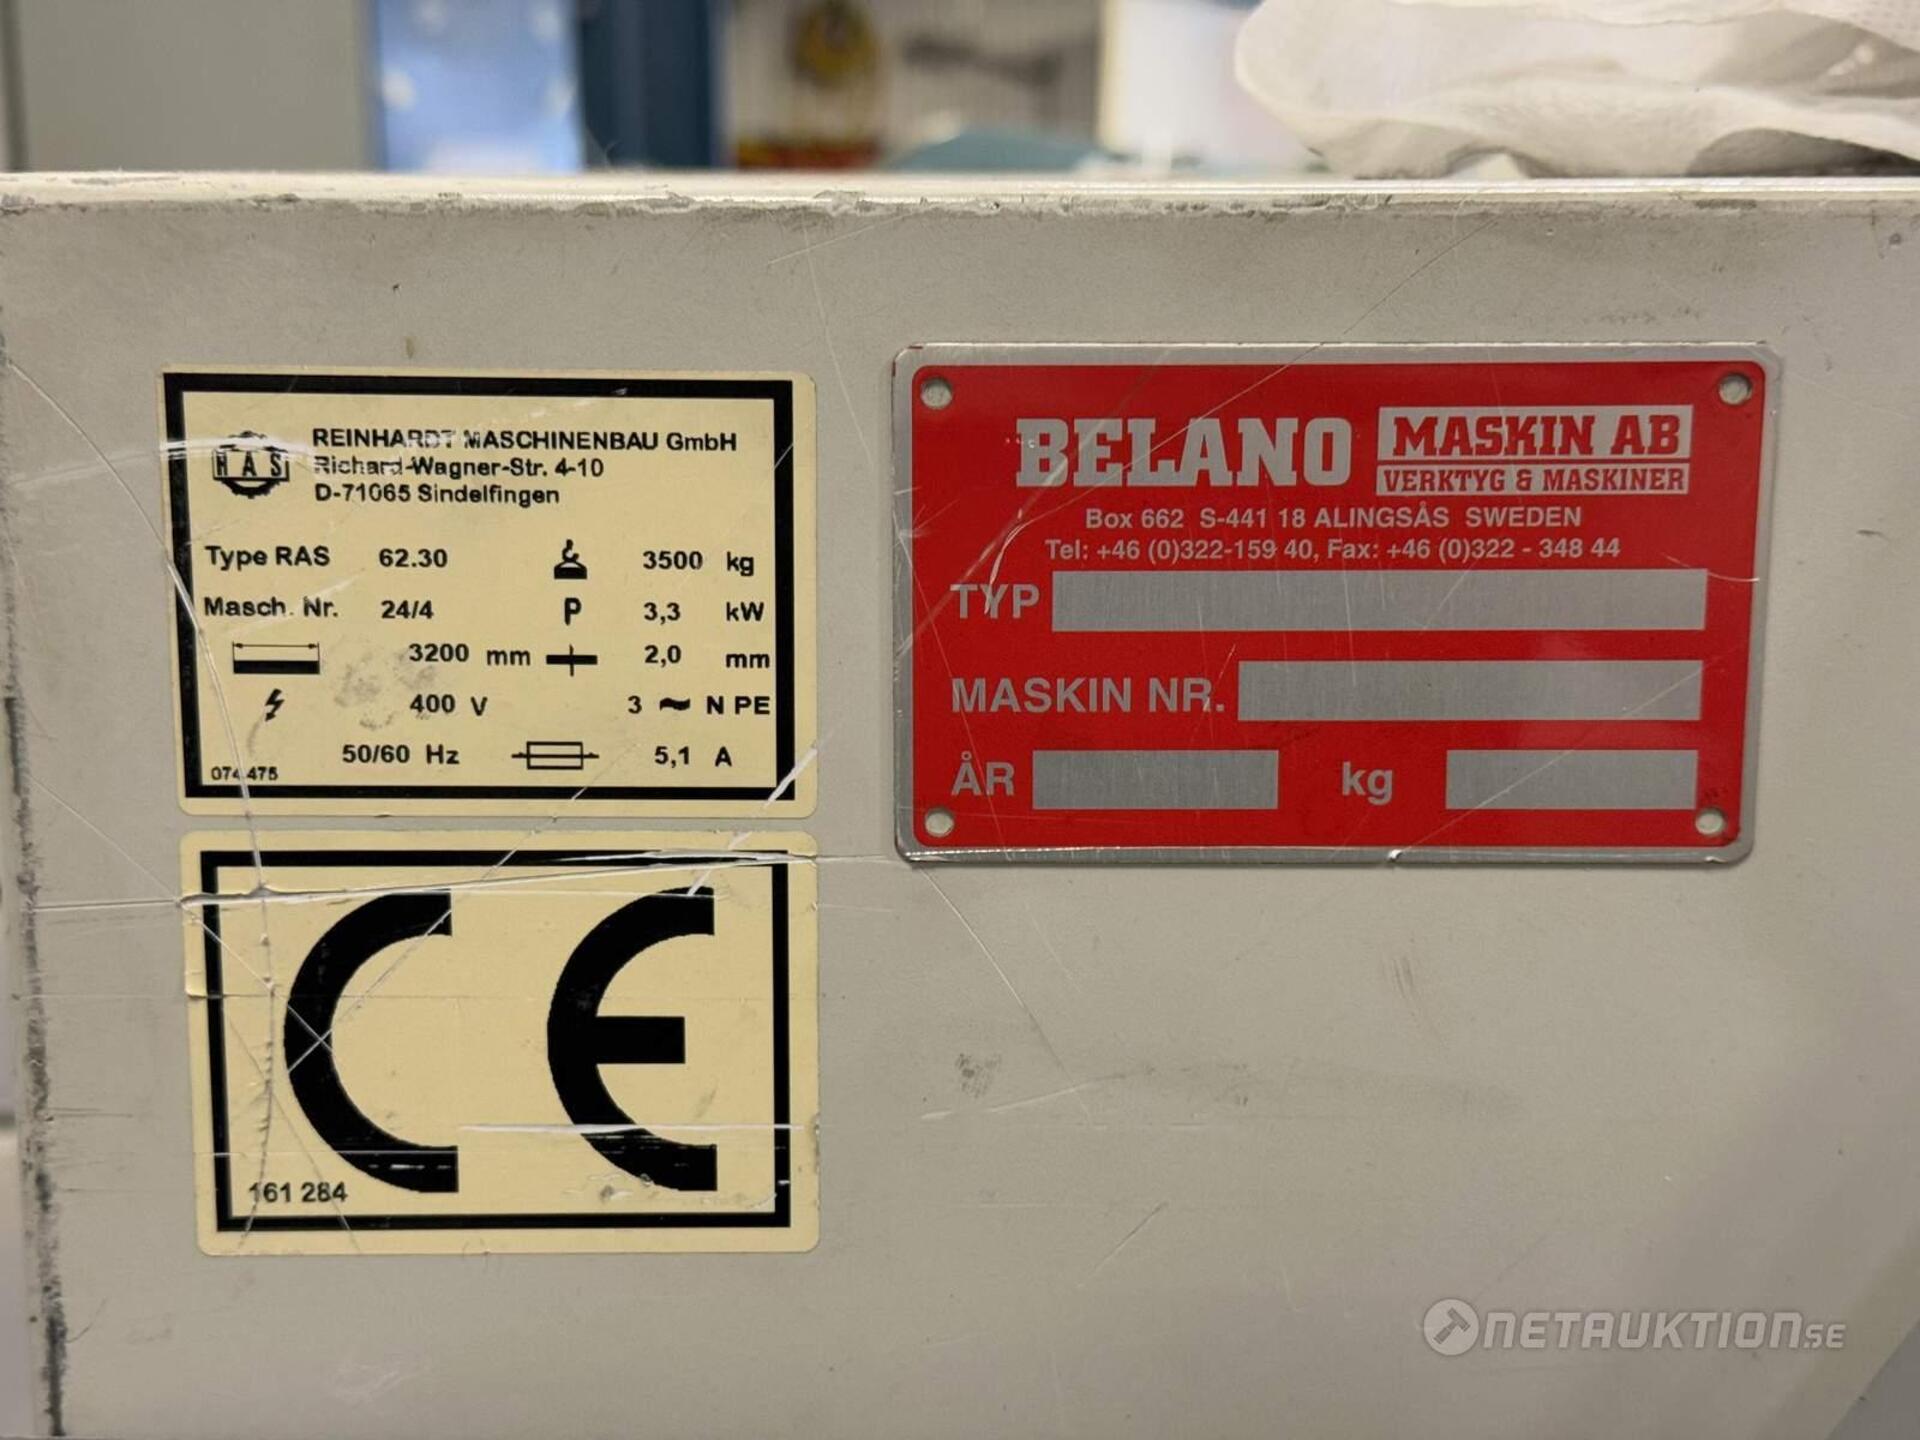 RAS
REINHARDT MASCHINENBAU GmbH
Richard-Wagner-Str. 4-10
D-71065 Sindelfingen
Type RAS 62.30 3500 kg
Masch. Nr. 24/4 P 3,3 kW
3200 mm 2,0 mm
400 V 3 ~ N PE
50/60 Hz 5,1 A
074 475
CE
161 284
BELANO MASKIN AB
VERKTYG & MASKINER
Box 662 S-441 18 ALINGSÅS SWEDEN
Tel: +46 (0)322-159 40, Fax: +46 (0)322 - 348 44
TYP
MASKIN NR.
ÅR kg
NETAUKTION.SE